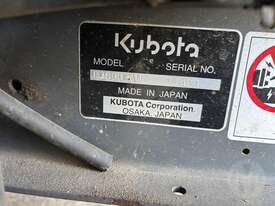 Kubota
MODEL SERIAL NO.
MADE IN JAPAN
KUBOTA Corporation
OSAKA, JAPAN